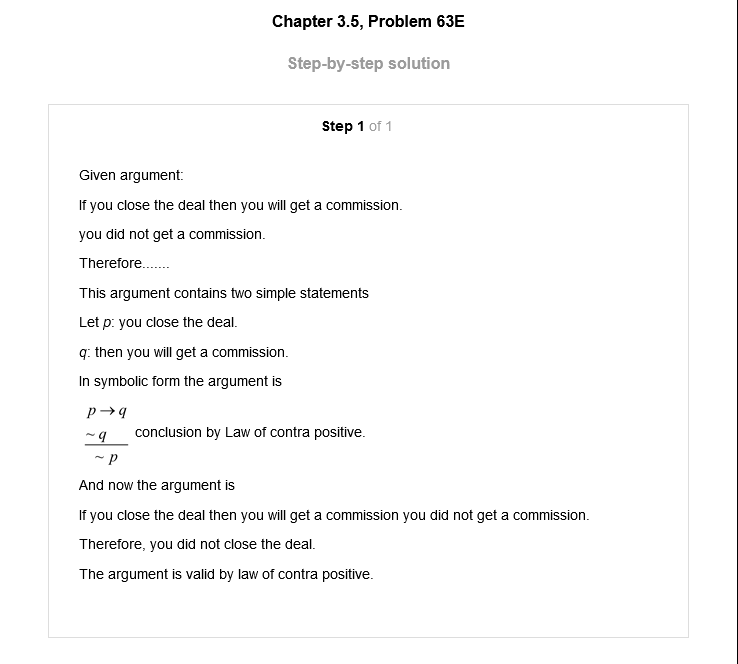 Chapter 3.5, Problem 63E
Step-by-step solution
Step 1 of 1
Given argument:
If you close the deal then you will get a commission.
you did not get a commission.
Therefore.......
This argument contains two simple statements
Let p: you close the deal.
q: then you will get a commission.
In symbolic form the argument is
p→q
~q conclusion by Law of contra positive.
~p
And now the argument is
If you close the deal then you will get a commission you did not get a commission.
Therefore, you did not close the deal.
The argument is valid by law of contra positive.